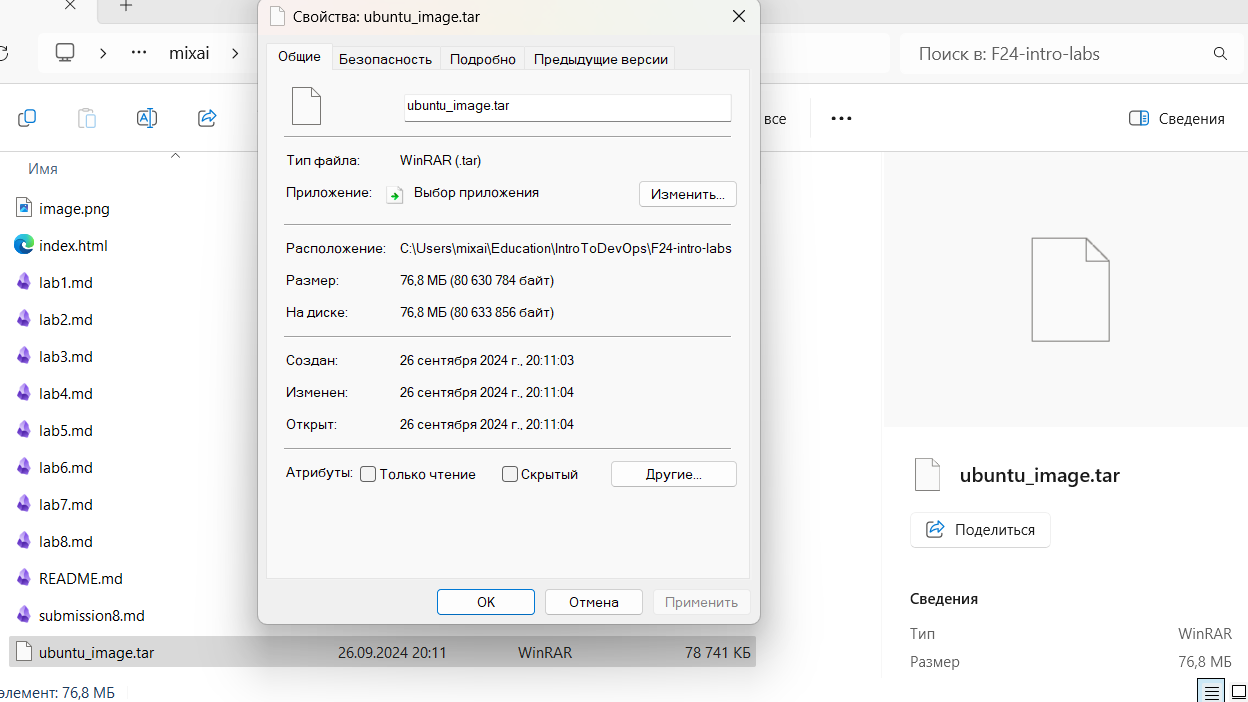 Свойства: ubuntu_image.tar
mixai
Поиск в: F24-intro-labs
Общие
Безопасность
Подробно
Предыдущие версии
ubuntu_image.tar
все
Сведения
Имя
Тип файла: WinRAR (.tar)
Приложение: Выбор приложения Изменить...
Расположение: C:\Users\mixai\Education\IntroToDevOps\F24-intro-labs
Размер: 76,8 МБ (80 630 784 байт)
На диске: 76,8 МБ (80 633 856 байт)
Создан: 26 сентября 2024 г., 20:11:03
Изменен: 26 сентября 2024 г., 20:11:04
Открыт: 26 сентября 2024 г., 20:11:04
Атрибуты: Только чтение Скрытый Другие...
ОК Отмена Применить
image.png
index.html
lab1.md
lab2.md
lab3.md
lab4.md
lab5.md
lab6.md
lab7.md
lab8.md
README.md
submission8.md
ubuntu_image.tar 26.09.2024 20:11 WinRAR 78 741 КБ
элемент: 76,8 МБ
ubuntu_image.tar
Поделиться
Сведения
Тип WinRAR
Размер 76,8 МБ